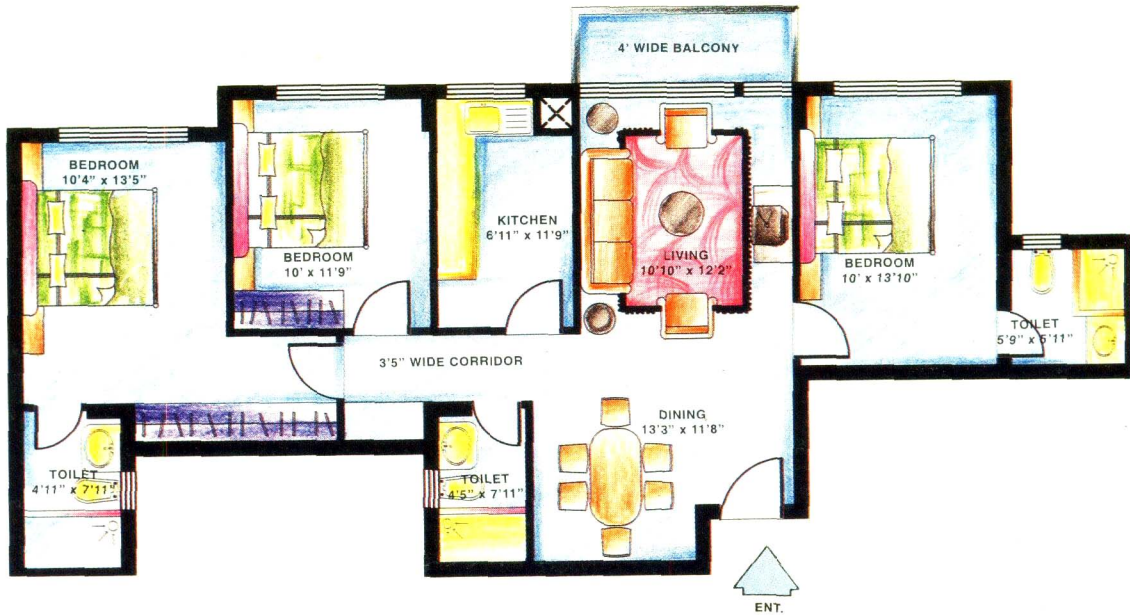 4' WIDE BALCONY
BEDROOM
10'4" x 13'5"
BEDROOM
10' x 11'9"
KITCHEN
6'11" x 11'9"
LIVING
10'10" x 12'2"
BEDROOM
10' x 13'10"
TOILET
5'9" x 5'11"
3'5" WIDE CORRIDOR
DINING
13'3" x 11'8"
TOILET
4'11" x 7'11"
TOILET
4'5" x 7'11"
ENT.